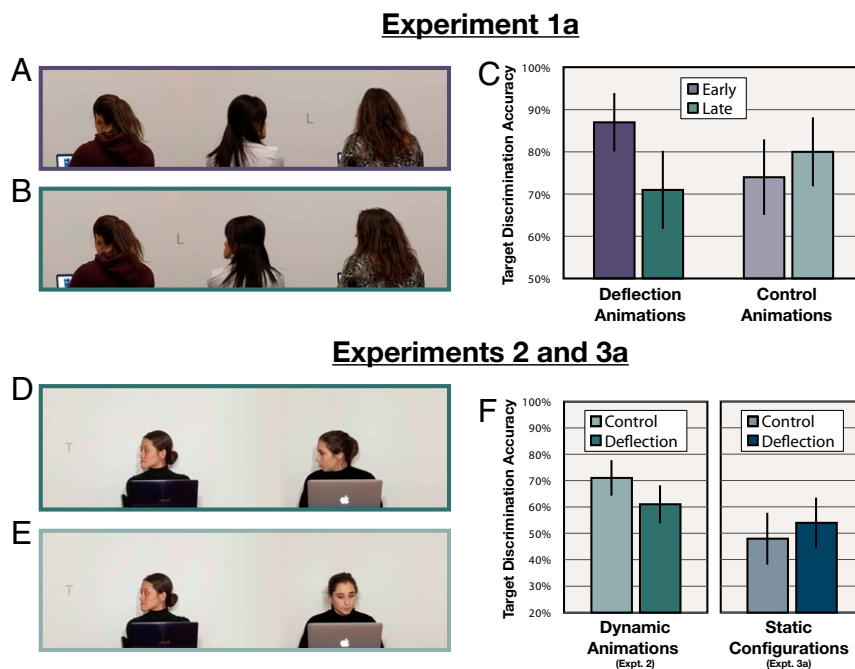 Experiment 1a
A
L
B
L
C
Target Discrimination Accuracy
100%
90%
80%
70%
60%
50%
Early
Late
Deflection
Animations
Control
Animations
Experiments 2 and 3a
D
T
E
T
F
Target Discrimination Accuracy
100%
90%
80%
70%
60%
50%
40%
30%
20%
Control
Deflection
Control
Deflection
Dynamic
Animations
(Expt. 2)
Static
Configurations
(Expt. 3a)